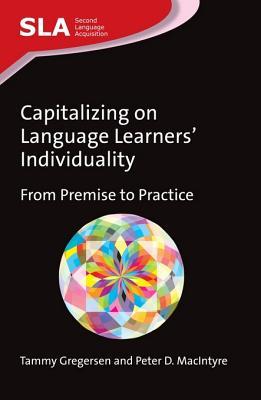 SLA
Second
Language
Acquisition
Capitalizing on
Language Learners'
Individuality
From Premise to Practice
Tammy Gregersen and Peter D. MacIntyre